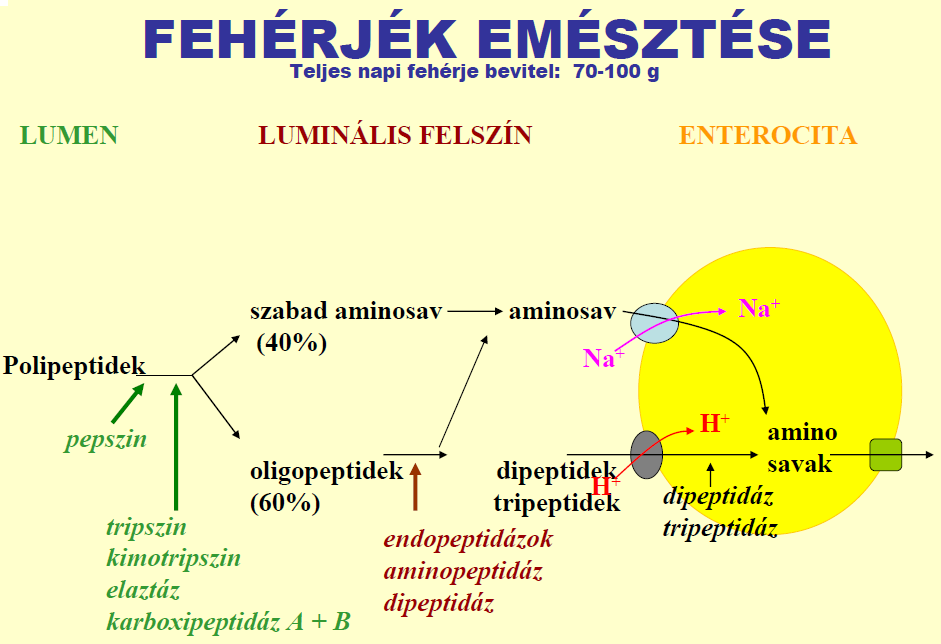 FEHÉRJÉK EMÉSZTÉSE
Teljes napi fehérje bevitel: 70-100 g
LUMEN
LUMINÁLIS FELSZÍN
ENTEROCITA
szabad aminosav
(40%)
aminosav
Na+
Na+
Polipeptidek
pepszin
H+
amino
savak
oligopeptidek
(60%)
dipeptidek
tripeptidek
H+
dipeptidáz
tripeptidáz
tripszin
kimotripszin
elaztáz
karboxipeptidáz A + B
endopeptidázok
aminopeptidáz
dipeptidáz